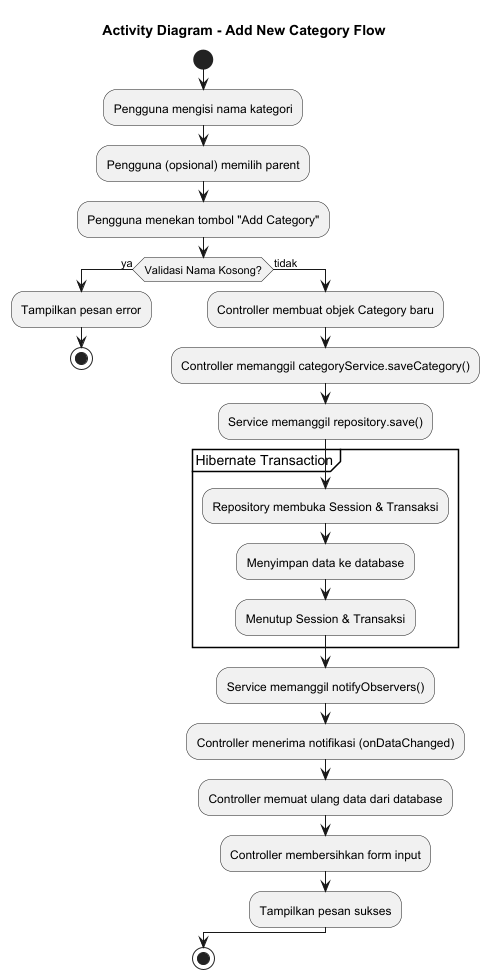 Activity Diagram - Add New Category Flow
Pengguna mengisi nama kategori
Pengguna (opsional) memilih parent
Pengguna menekan tombol "Add Category"
ya
Validasi Nama Kosong?
tidak
Tampilkan pesan error
Controller membuat objek Category baru
Controller memanggil categoryService.saveCategory()
Service memanggil repository.save()
Hibernate Transaction
Repository membuka Session & Transaksi
Menyimpan data ke database
Menutup Session & Transaksi
Service memanggil notifyObservers()
Controller menerima notifikasi (onDataChanged)
Controller memuat ulang data dari database
Controller membersihkan form input
Tampilkan pesan sukses